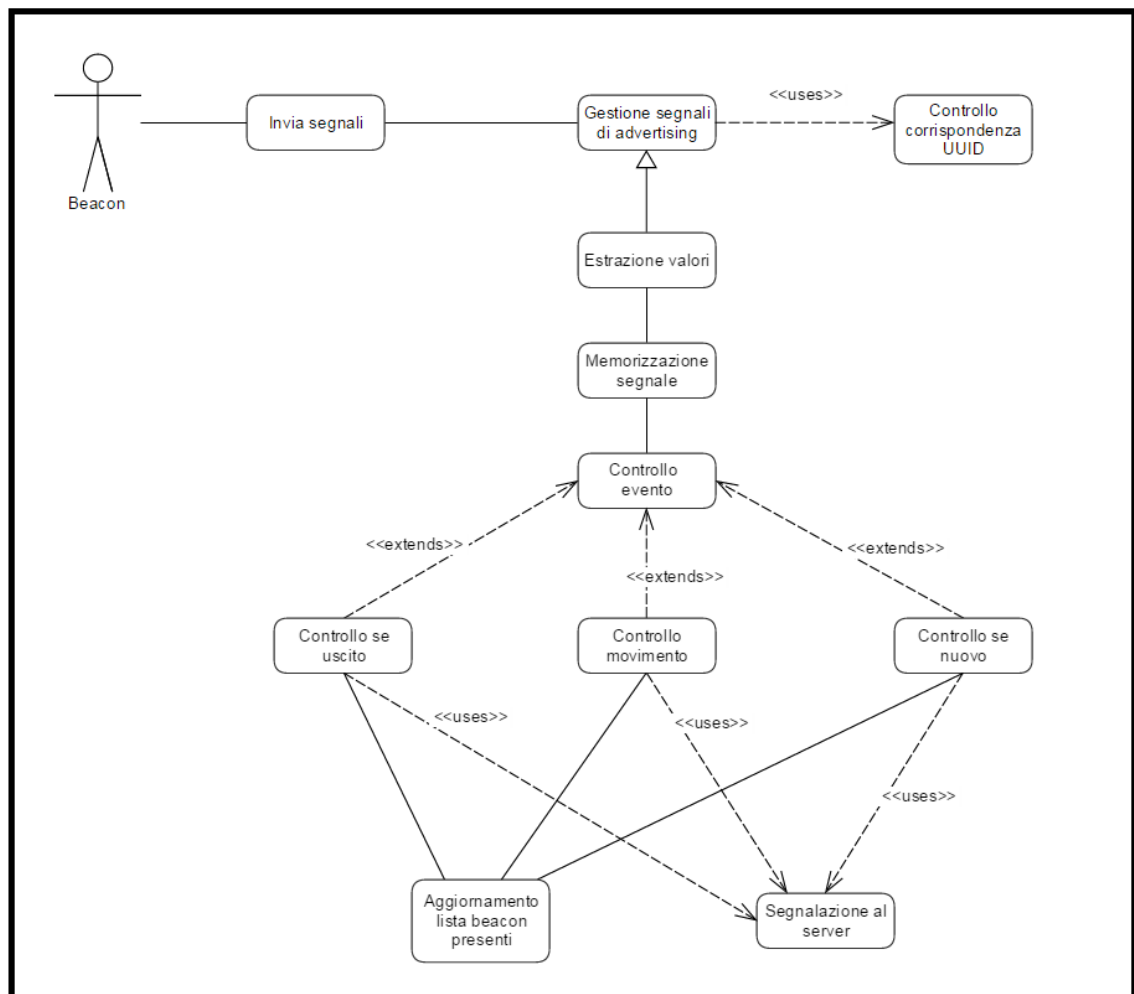 Invia segnali
Gestione segnali
di advertising
<<uses>>
Controllo
corrispondenza
UUID
Beacon
Estrazione valori
Memorizzazione
segnale
Controllo
evento
<<extends>>
<<extends>>
<<extends>>
Controllo se
uscito
Controllo
movimento
Controllo se
nuovo
<<uses>>
<<uses>>
<<uses>>
Aggiornamento
lista beacon
presenti
Segnalazione al
server